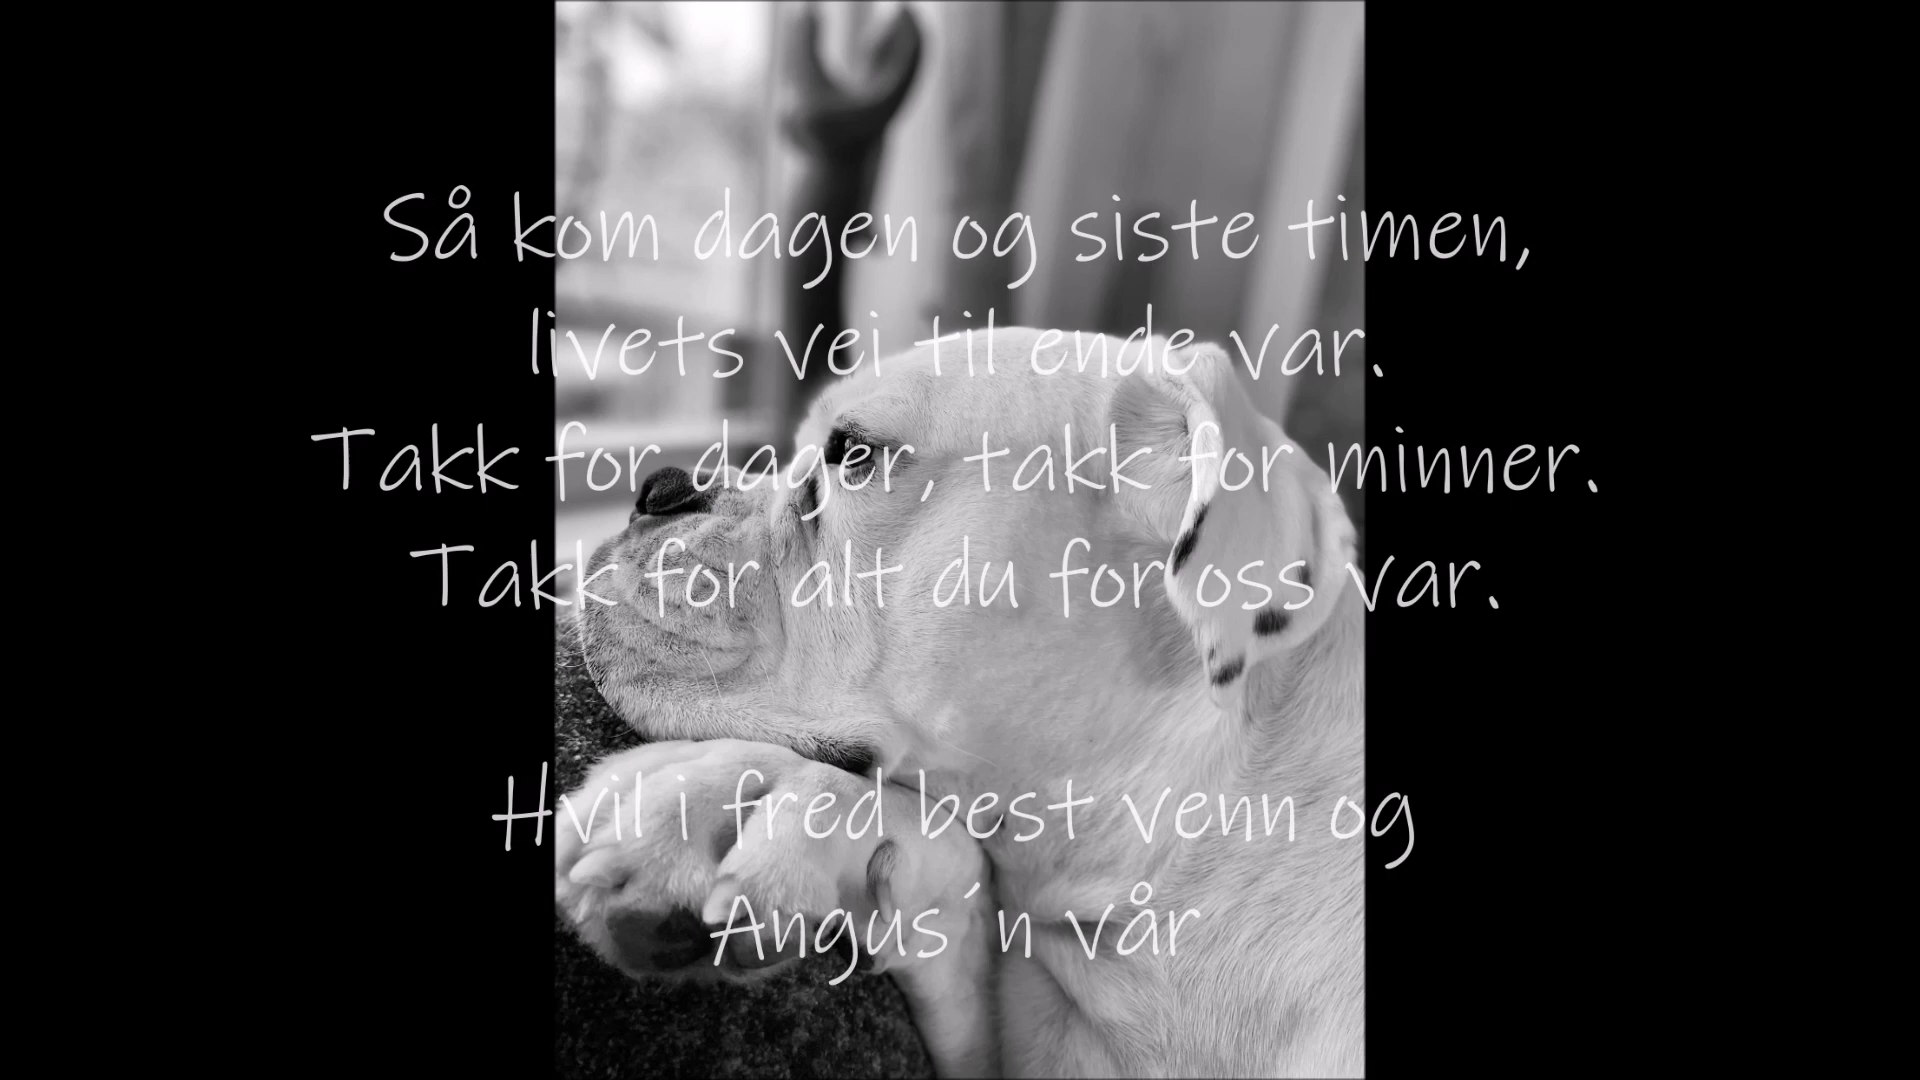 Så kom dagen og siste timen,
livets vei til ende var.
Takk for dager, takk for minner.
Takk for alt du for oss var.
Hvil i fred best venn og
Angus´n vår